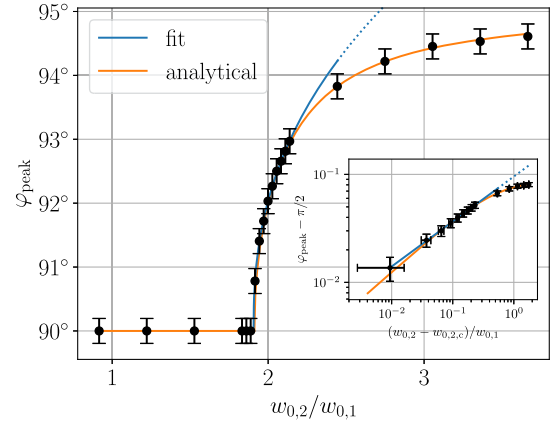 95°
94°
93°
92°
91°
90°
φpeak
fit
analytical
10⁻¹
10⁻²
φpeak − π/2
10⁻² 10⁻¹ 10⁰
(w0,2 − w0,2,c)/w0,1
1 2 3
w0,2/w0,1